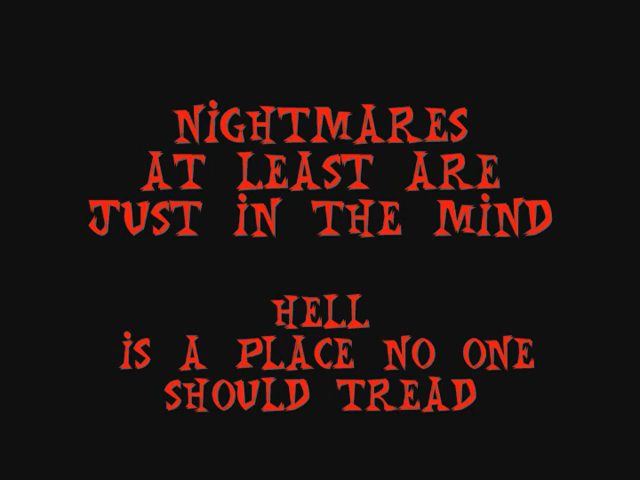 NiGHTMARES
AT LEAST ARE
JUST iN THE MiND
HELL
iS A PLACE NO ONE
SHOULD TREAD